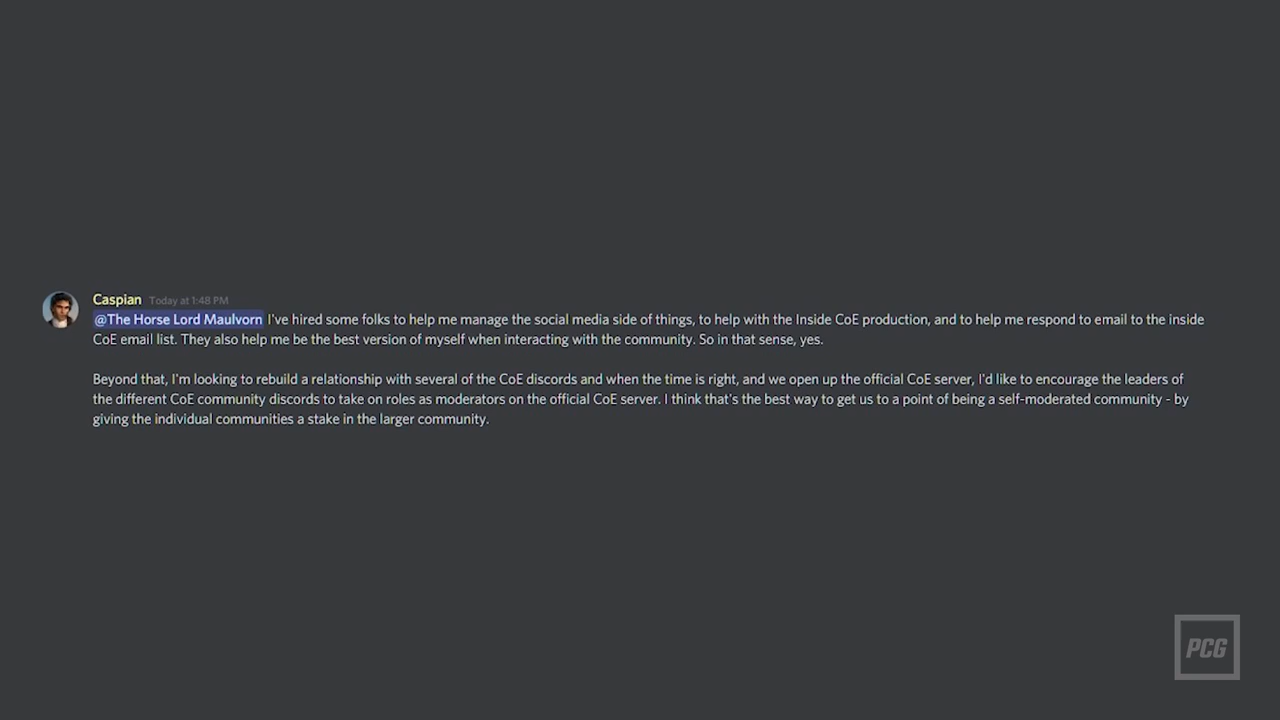 Caspian Today at 1:48 PM
@The Horse Lord Maulvorn I've hired some folks to help me manage the social media side of things, to help with the Inside CoE production, and to help me respond to email to the inside
CoE email list. They also help me be the best version of myself when interacting with the community. So in that sense, yes.
Beyond that, I'm looking to rebuild a relationship with several of the CoE discords and when the time is right, and we open up the official CoE server, I'd like to encourage the leaders of
the different CoE community discords to take on roles as moderators on the official CoE server. I think that's the best way to get us to a point of being a self-moderated community - by
giving the individual communities a stake in the larger community.
PCG